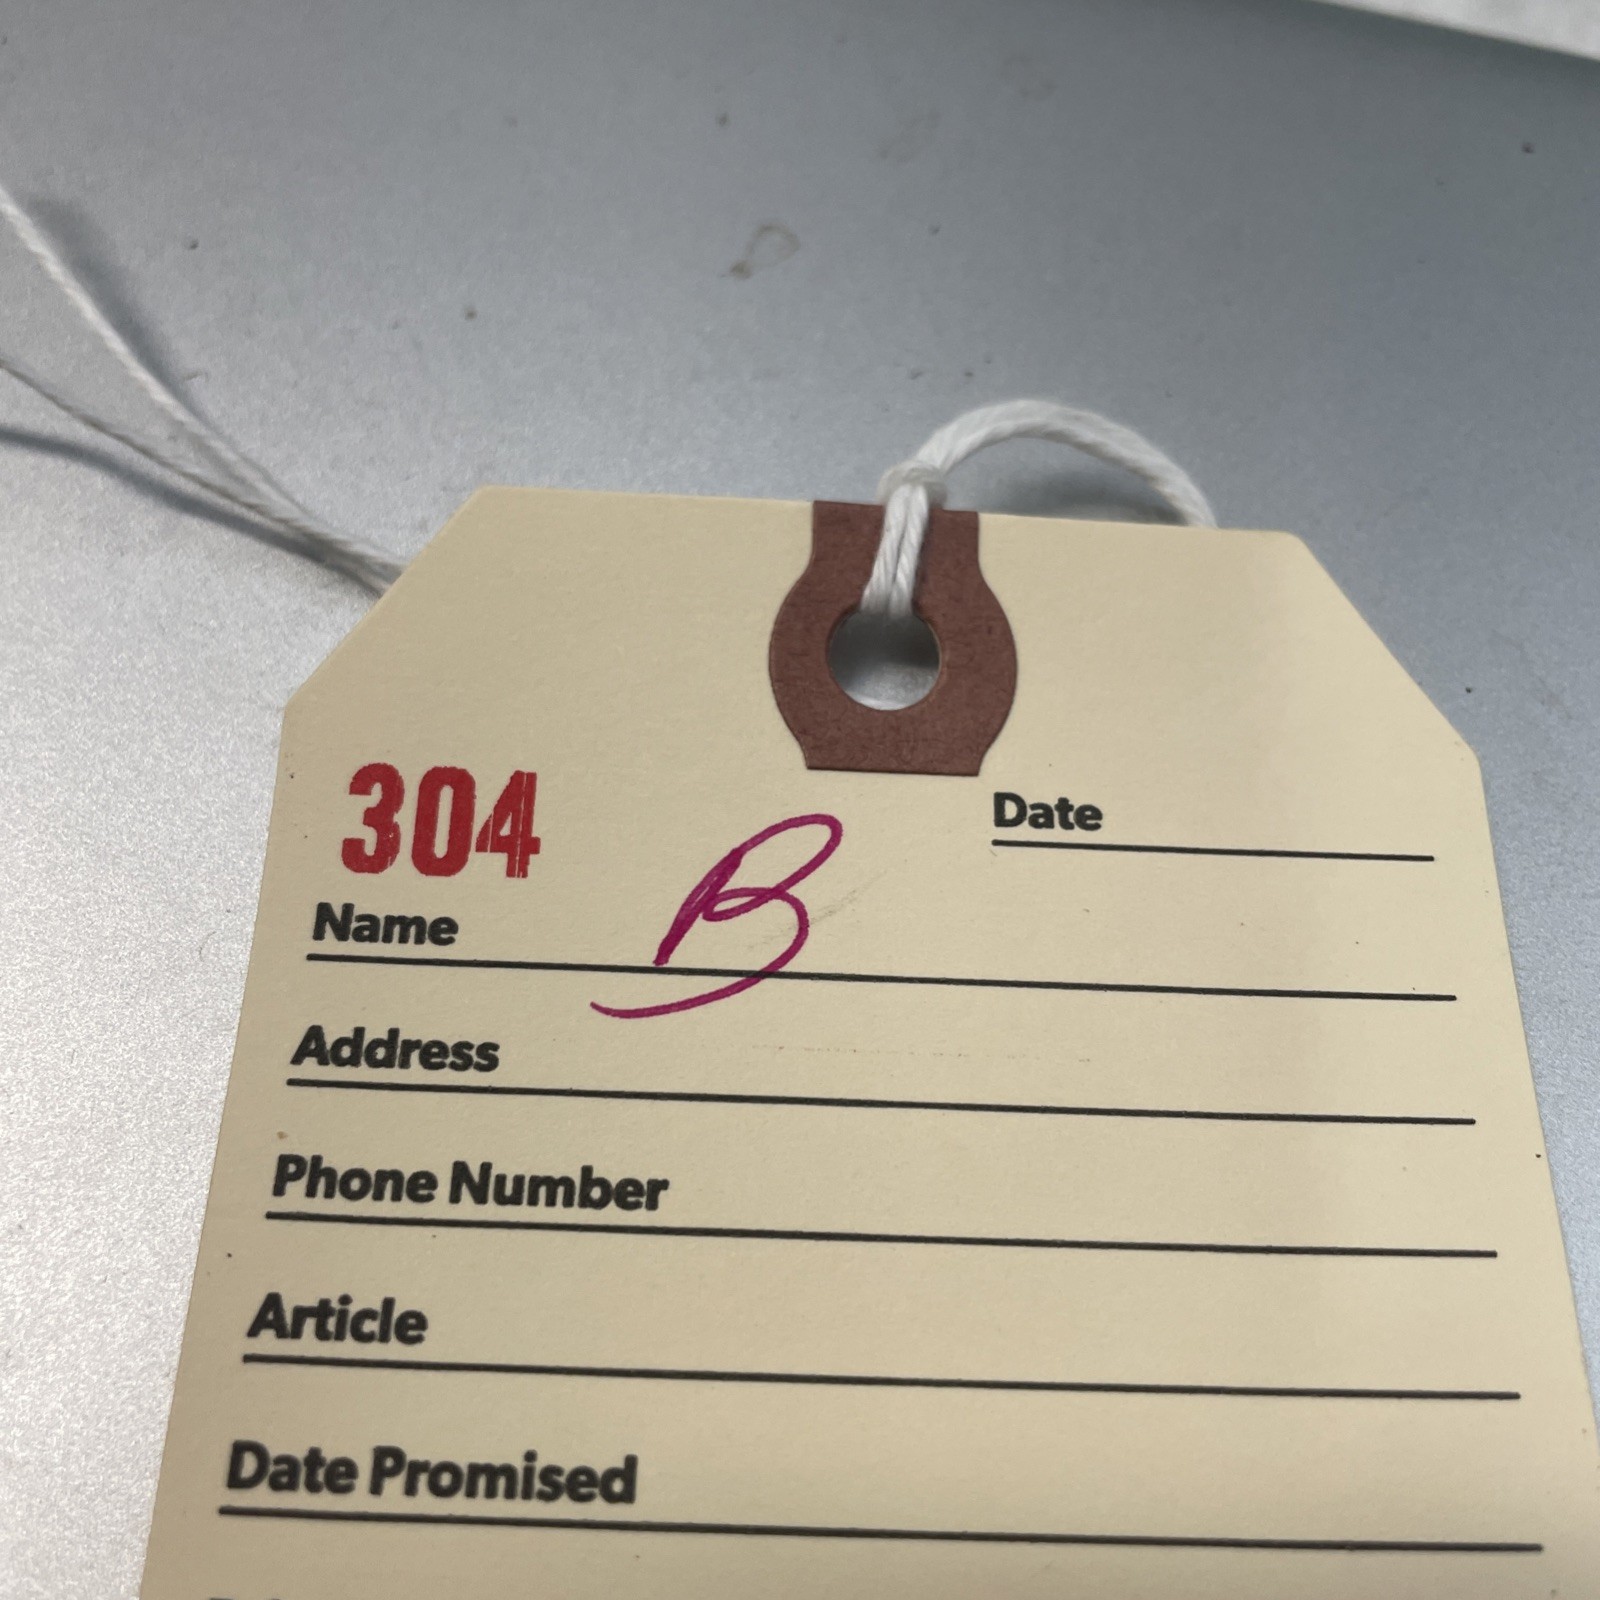 304
Date
Name B
Address
Phone Number
Article
Date Promised